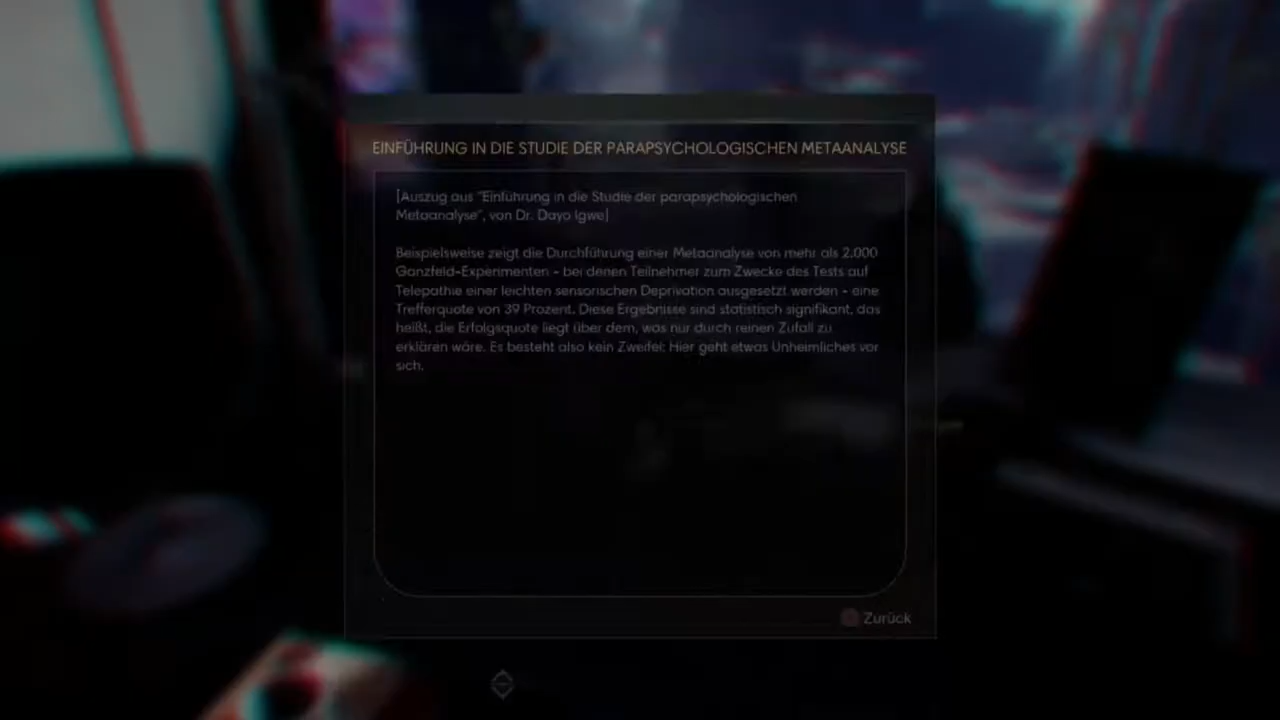 EINFÜHRUNG IN DIE STUDIE DER PARAPSYCHOLOGISCHEN METAANALYSE
[Auszug aus "Einführung in die Studie der parapsychologischen
Metaanalyse", von Dr. Dayo Igwe]
Beispielsweise zeigt die Durchführung einer Metaanalyse von mehr als 2.000
Ganzfeld-Experimenten - bei denen Teilnehmer zum Zwecke des Tests auf
Telepathie einer leichten sensorischen Deprivation ausgesetzt werden - eine
Trefferquote von 39 Prozent. Diese Ergebnisse sind statistisch signifikant, das
heißt, die Erfolgsquote liegt über dem, was nur durch reinen Zufall zu
erklären wäre. Es besteht also kein Zweifel: Hier geht etwas Unheimliches vor
sich.
Zurück